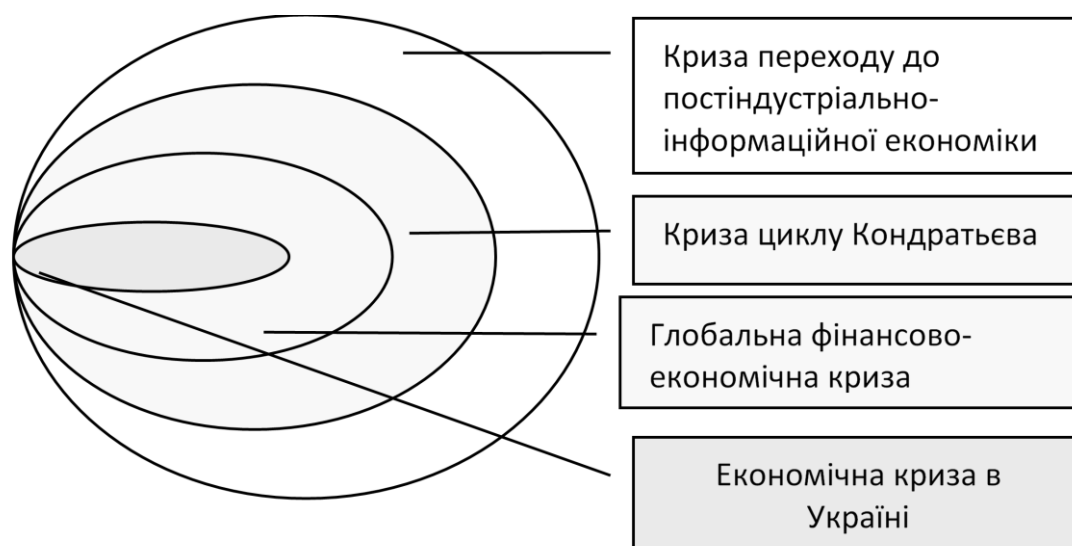 Криза переходу до
постіндустріально-
інформаційної економіки
Криза циклу Кондратьєва
Глобальна фінансово-
економічна криза
Економічна криза в
Україні